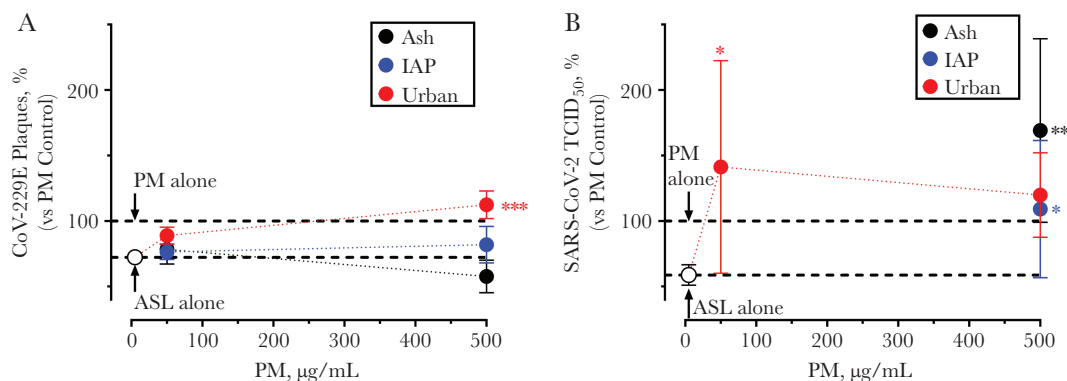 A
CoV-229E Plaques, %
(vs PM Control)
200
100
Ash
IAP
Urban
PM alone
ASL alone
***
0 100 200 300 400 500
PM, μg/mL
B
SARS-CoV-2 TCID50, %
(vs PM Control)
200
100
Ash
IAP
Urban
*
PM
alone
ASL alone
**
*
0 100 200 300 400 500
PM, μg/mL